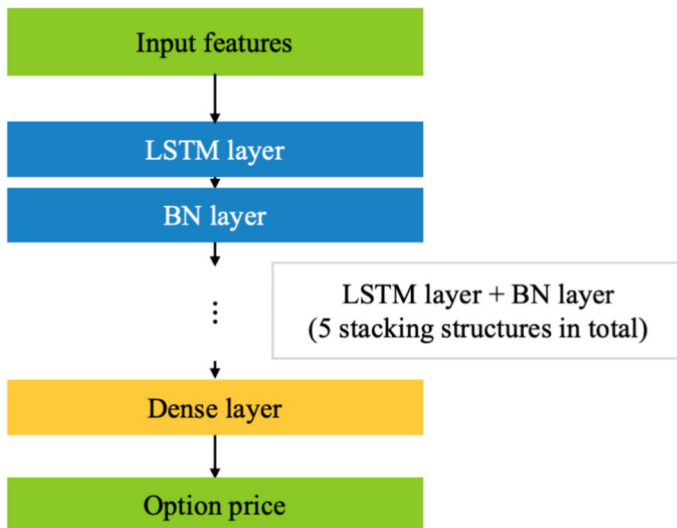 Input features
LSTM layer
BN layer
⋮
LSTM layer + BN layer
(5 stacking structures in total)
Dense layer
Option price